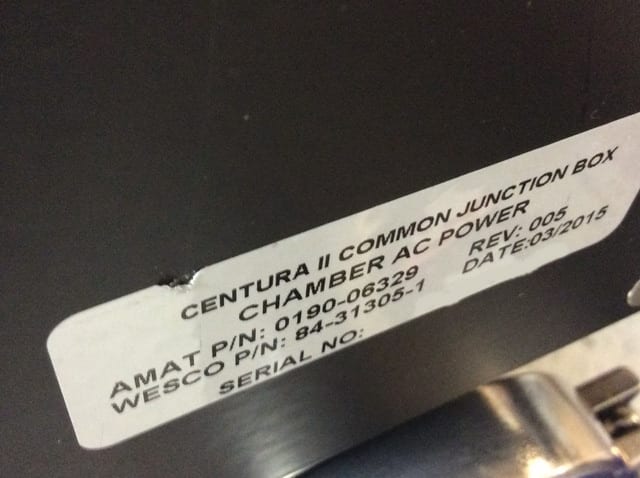 CENTURA II COMMON JUNCTION BOX
CHAMBER AC POWER
AMAT P/N: 0190-06329 REV: 005
WESCO P/N: 84-31305-1 DATE:03/2015
SERIAL NO: